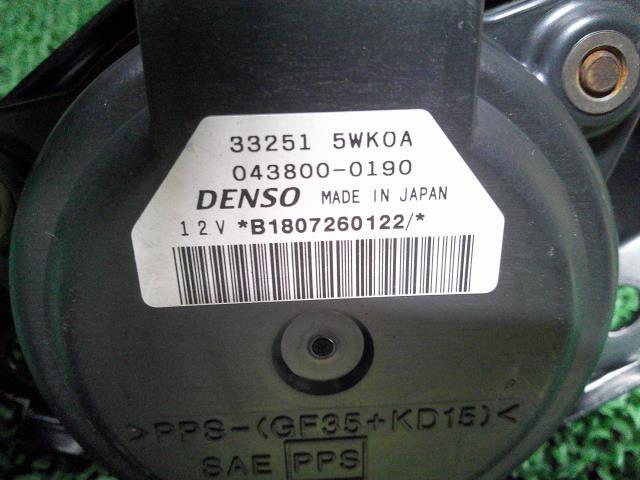 33251 5WK0A
043800-0190
DENSO MADE IN JAPAN
12V *B1807260122/*
>PPS-(GF35+KD15)<
SAE PPS